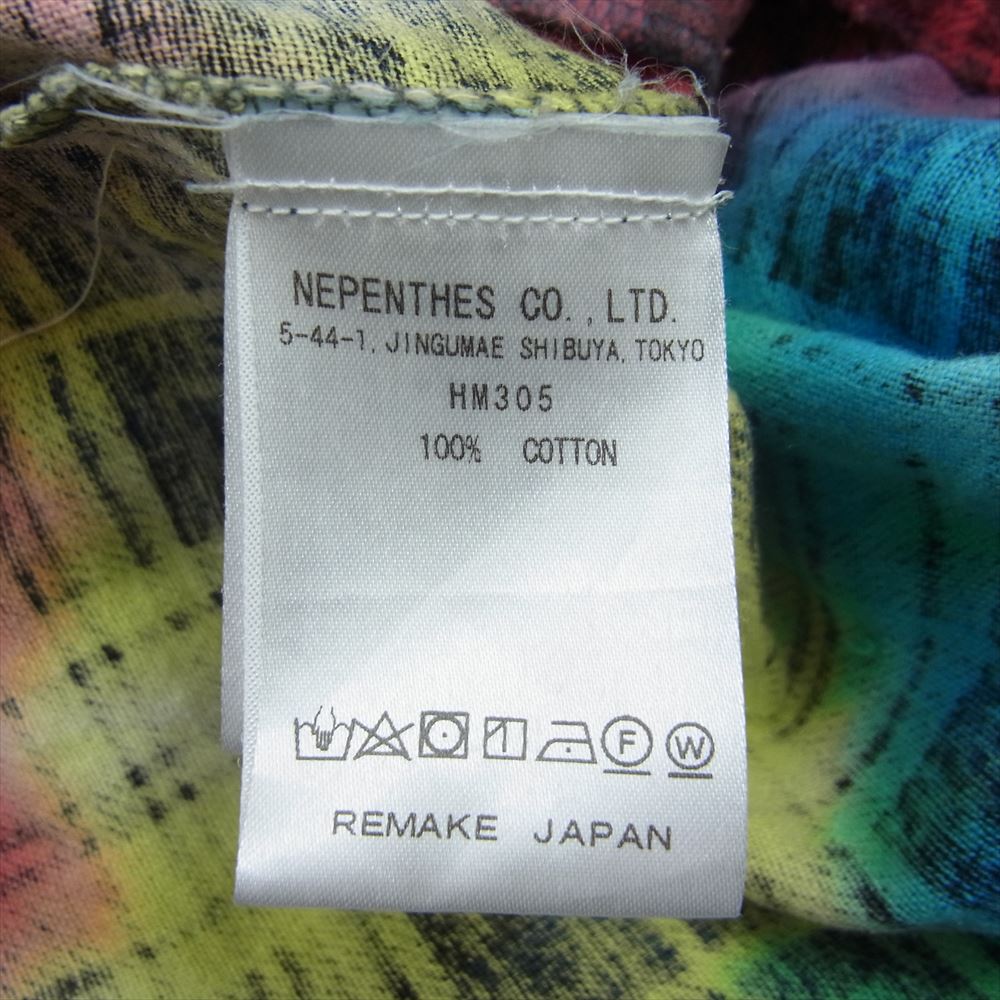 NEPENTHES CO.,LTD.
5-44-1, JINGUMAE SHIBUYA, TOKYO
HM305
100% COTTON
F W
REMAKE JAPAN